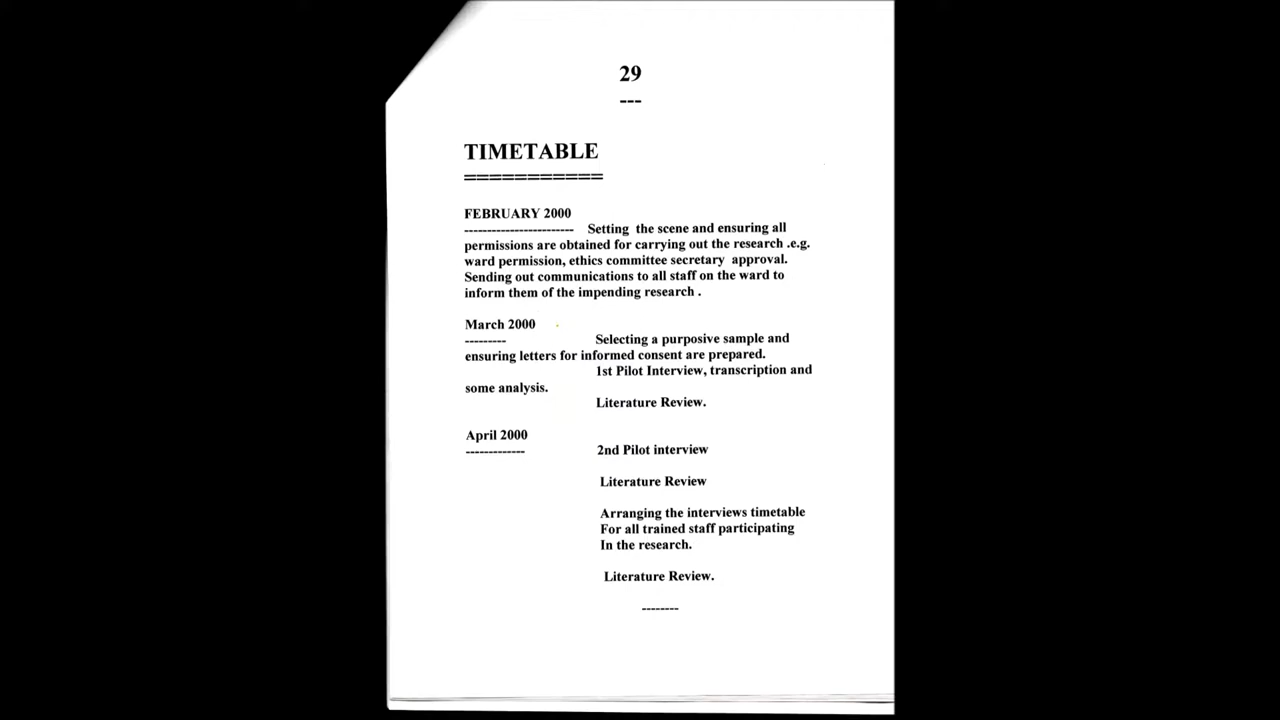 29
---
TIMETABLE
===========
FEBRUARY 2000
------------------------ Setting the scene and ensuring all
permissions are obtained for carrying out the research .e.g.
ward permission, ethics committee secretary approval.
Sending out communications to all staff on the ward to
inform them of the impending research .
March 2000
--------- Selecting a purposive sample and
ensuring letters for informed consent are prepared.
1st Pilot Interview, transcription and
some analysis.
Literature Review.
April 2000
------------- 2nd Pilot interview
Literature Review
Arranging the interviews timetable
For all trained staff participating
In the research.
Literature Review.
--------